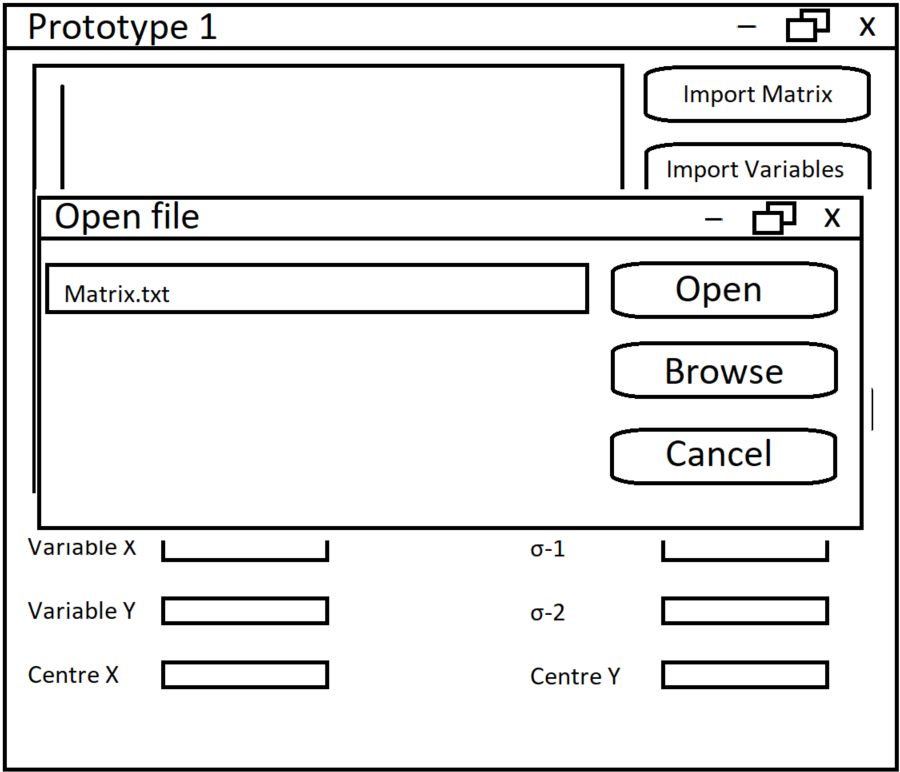 Prototype 1
Import Matrix
Import Variables
Open file
Matrix.txt
Open
Browse
Cancel
Variable X
σ-1
Variable Y
σ-2
Centre X
Centre Y